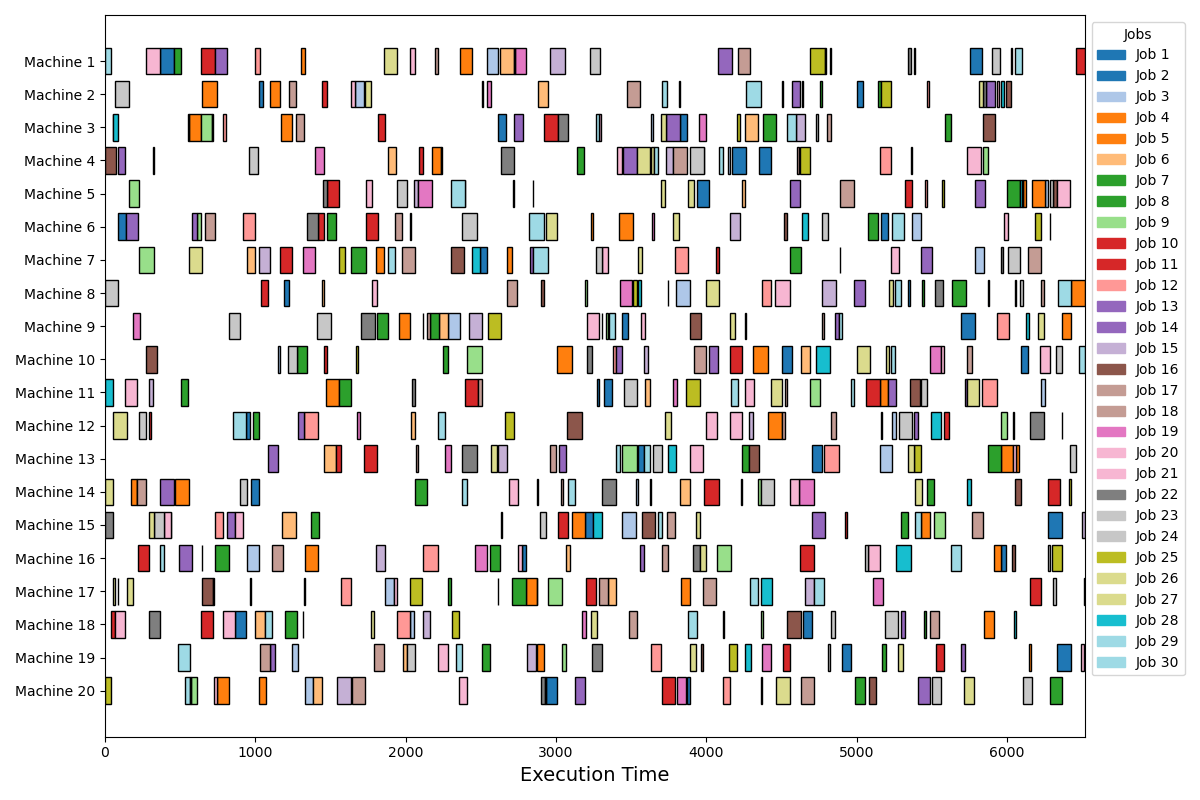 Machine 1
Machine 2
Machine 3
Machine 4
Machine 5
Machine 6
Machine 7
Machine 8
Machine 9
Machine 10
Machine 11
Machine 12
Machine 13
Machine 14
Machine 15
Machine 16
Machine 17
Machine 18
Machine 19
Machine 20
0 1000 2000 3000 4000 5000 6000
Execution Time
Jobs
Job 1
Job 2
Job 3
Job 4
Job 5
Job 6
Job 7
Job 8
Job 9
Job 10
Job 11
Job 12
Job 13
Job 14
Job 15
Job 16
Job 17
Job 18
Job 19
Job 20
Job 21
Job 22
Job 23
Job 24
Job 25
Job 26
Job 27
Job 28
Job 29
Job 30